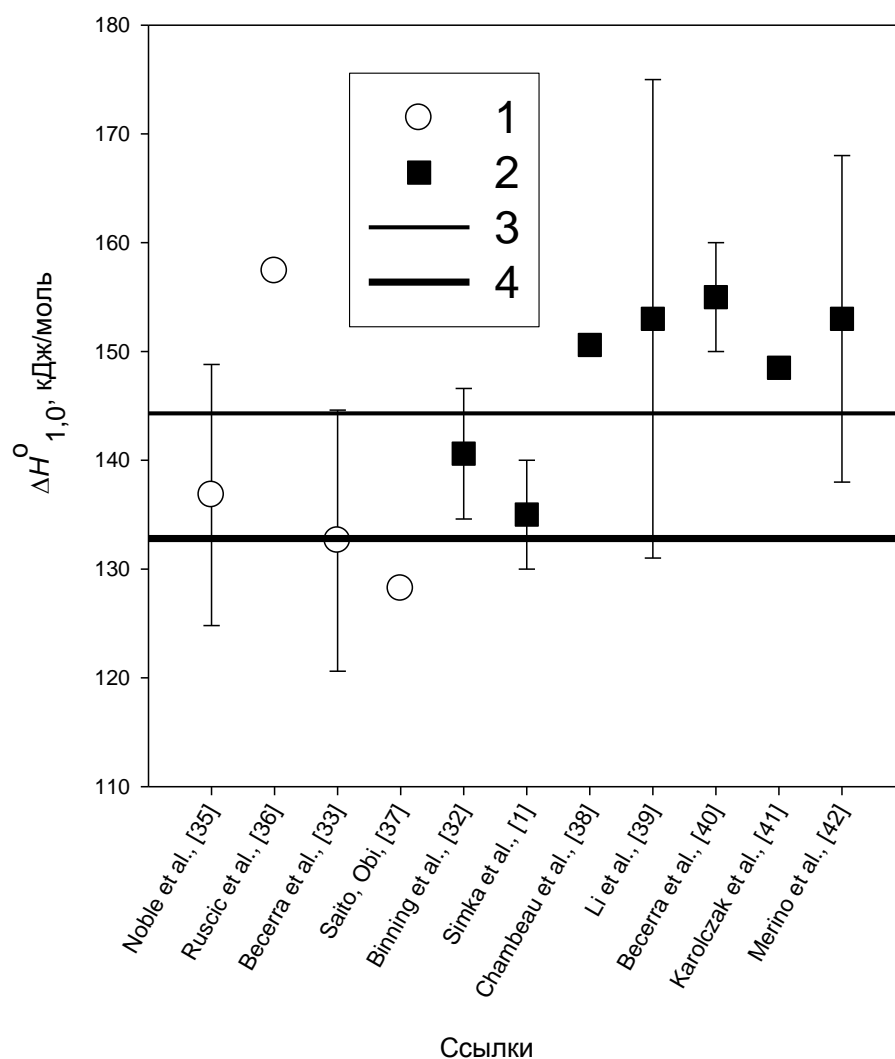 180
170
160
150
140
130
120
110
ΔH° 1,0, кДж/моль
1
2
3
4
Noble et al., [35]
Ruscic et al., [36]
Becerra et al., [33]
Saito, Obi, [37]
Binning et al., [32]
Simka et al., [1]
Chambeau et al., [38]
Li et al., [39]
Becerra et al., [40]
Karolczak et al., [41]
Merino et al., [42]
Ссылки